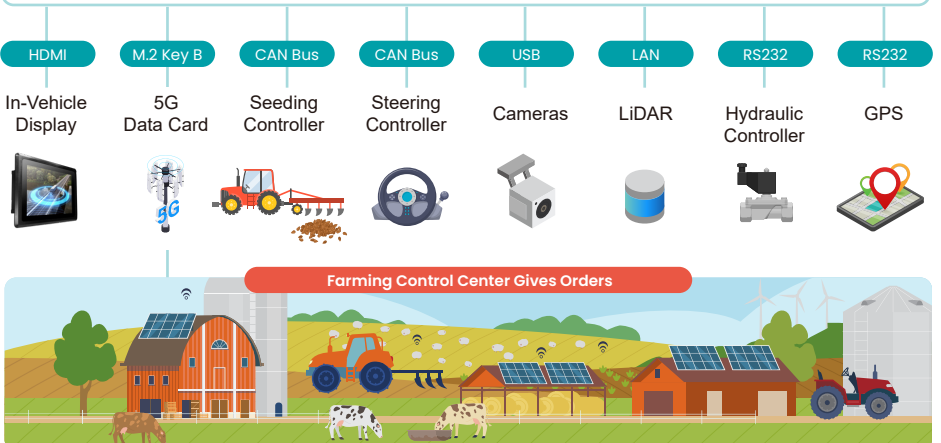 HDMI
M.2 Key B
CAN Bus
CAN Bus
USB
LAN
RS232
RS232
In-Vehicle
Display
5G
Data Card
Seeding
Controller
Steering
Controller
Cameras
LiDAR
Hydraulic
Controller
GPS
5G
Farming Control Center Gives Orders